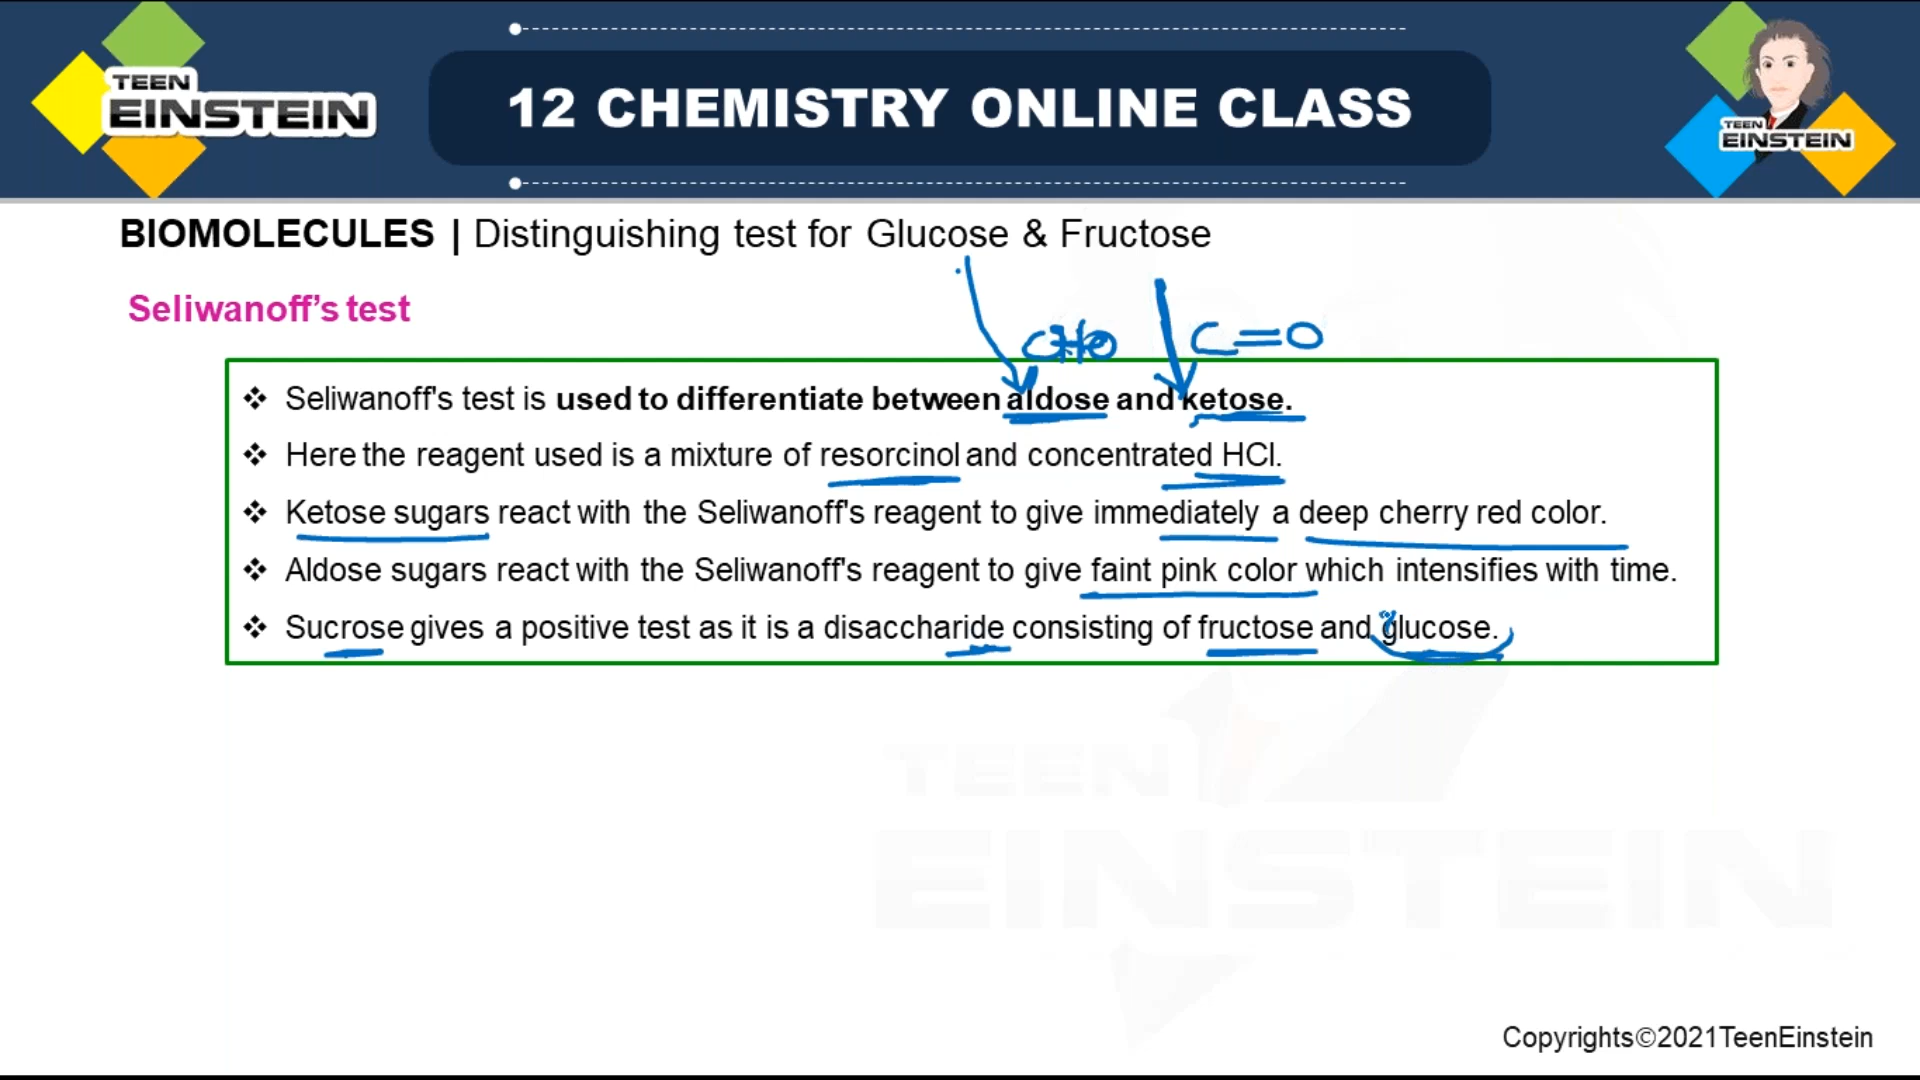 TEEN
EINSTEIN
12 CHEMISTRY ONLINE CLASS
TEEN
EINSTEIN
BIOMOLECULES | Distinguishing test for Glucose & Fructose
Seliwanoff's test
CHO
C=O
❖ Seliwanoff's test is used to differentiate between aldose and ketose.
❖ Here the reagent used is a mixture of resorcinol and concentrated HCl.
❖ Ketose sugars react with the Seliwanoff's reagent to give immediately a deep cherry red color.
❖ Aldose sugars react with the Seliwanoff's reagent to give faint pink color which intensifies with time.
❖ Sucrose gives a positive test as it is a disaccharide consisting of fructose and glucose.
TEEN
EINSTEIN
Copyrights©2021TeenEinstein